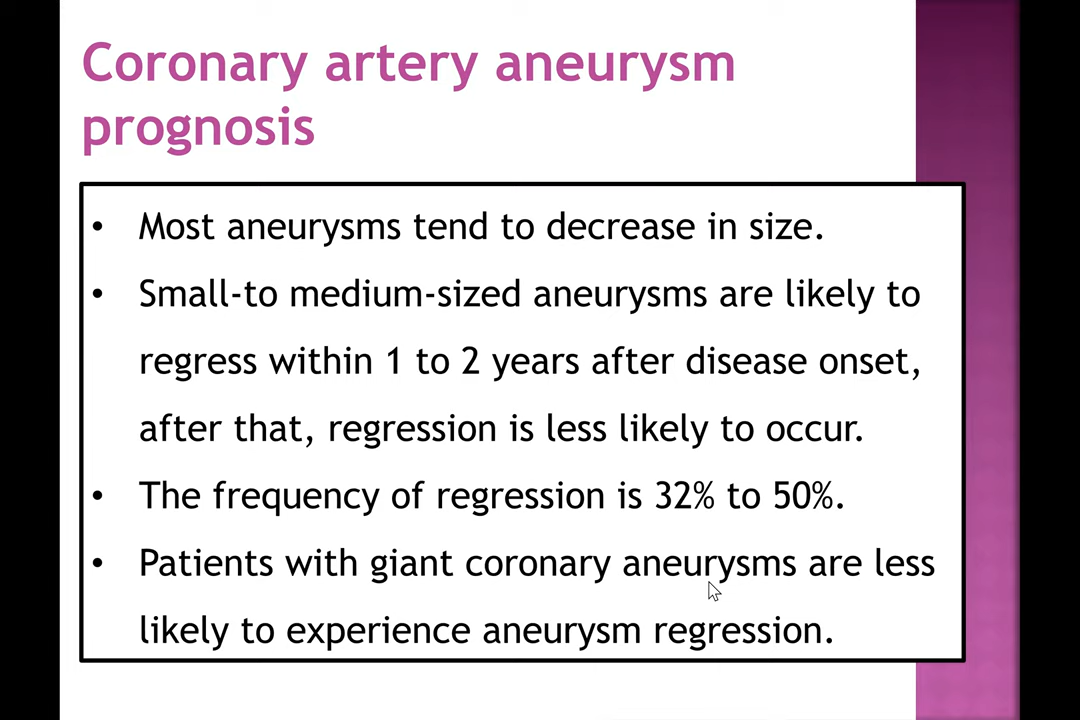 Coronary artery aneurysm
prognosis
• Most aneurysms tend to decrease in size.
• Small-to medium-sized aneurysms are likely to
regress within 1 to 2 years after disease onset,
after that, regression is less likely to occur.
• The frequency of regression is 32% to 50%.
• Patients with giant coronary aneurysms are less
likely to experience aneurysm regression.